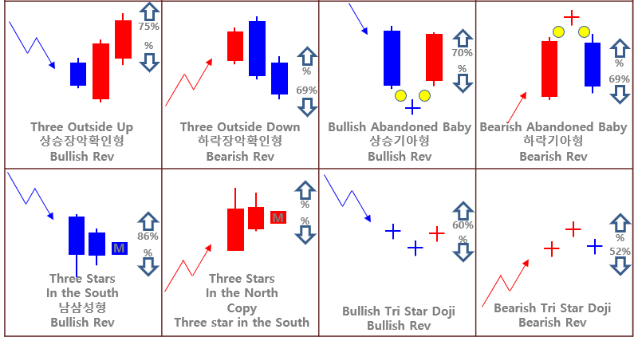 75%
%
Three Outside Up
상승장악확인형
Bullish Rev
%
69%
Three Outside Down
하락장악확인형
Bearish Rev
70%
%
Bullish Abandoned Baby
상승기아형
Bullish Rev
%
69%
Bearish Abandoned Baby
하락기아형
Bearish Rev
M
86%
%
Three Stars
In the South
남삼성형
Bullish Rev
M
%
%
Three Stars
In the North
Copy
Three star in the South
60%
%
Bullish Tri Star Doji
Bullish Rev
%
52%
Bearish Tri Star Doji
Bearish Rev